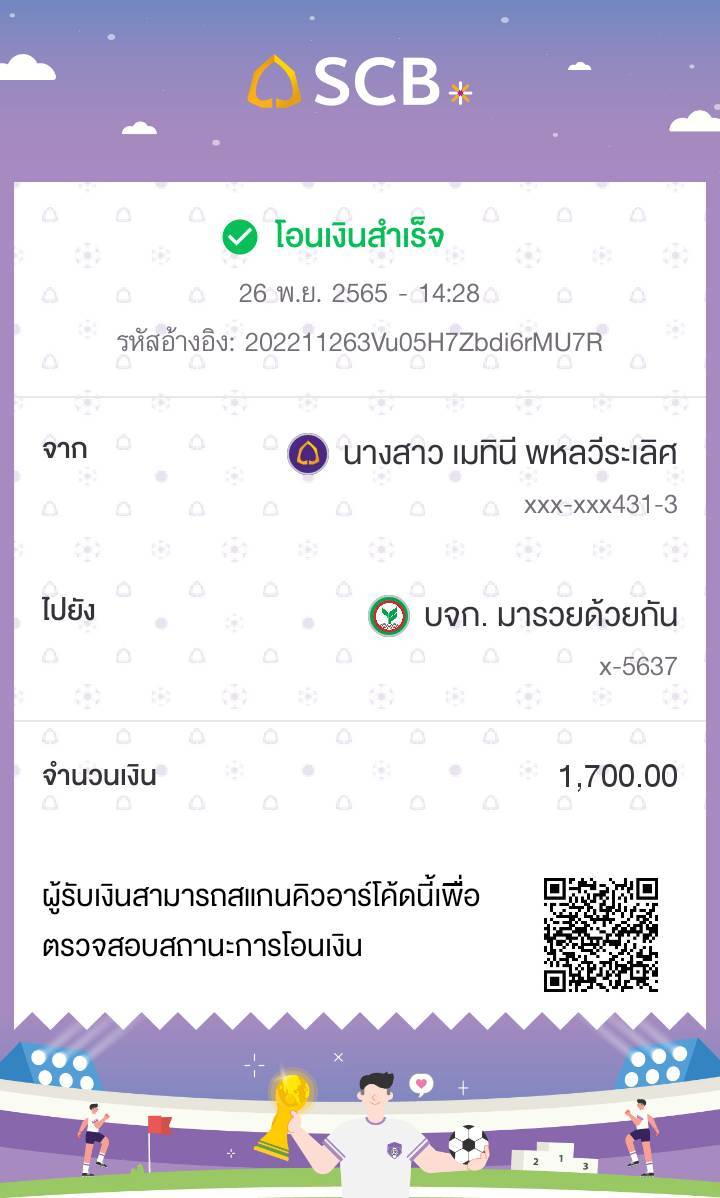 SCB
โอนเงินสำเร็จ
26 พ.ย. 2565 - 14:28
รหัสอ้างอิง: 202211263Vu05H7Zbdi6rMU7R
จาก
นางสาว เมทินี พหลวีระเลิศ
xxx-xxx431-3
ไปยัง
บจก. มารวยด้วยกัน
x-5637
จำนวนเงิน 1,700.00
ผู้รับเงินสามารถสแกนคิวอาร์โค้ดนี้เพื่อ
ตรวจสอบสถานะการโอนเงิน
2 1 3